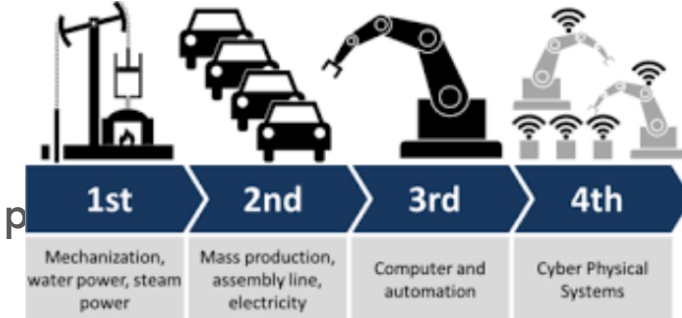 1st
2nd
3rd
4th
p
Mechanization,
water power, steam
power
Mass production,
assembly line,
electricity
Computer and
automation
Cyber Physical
Systems